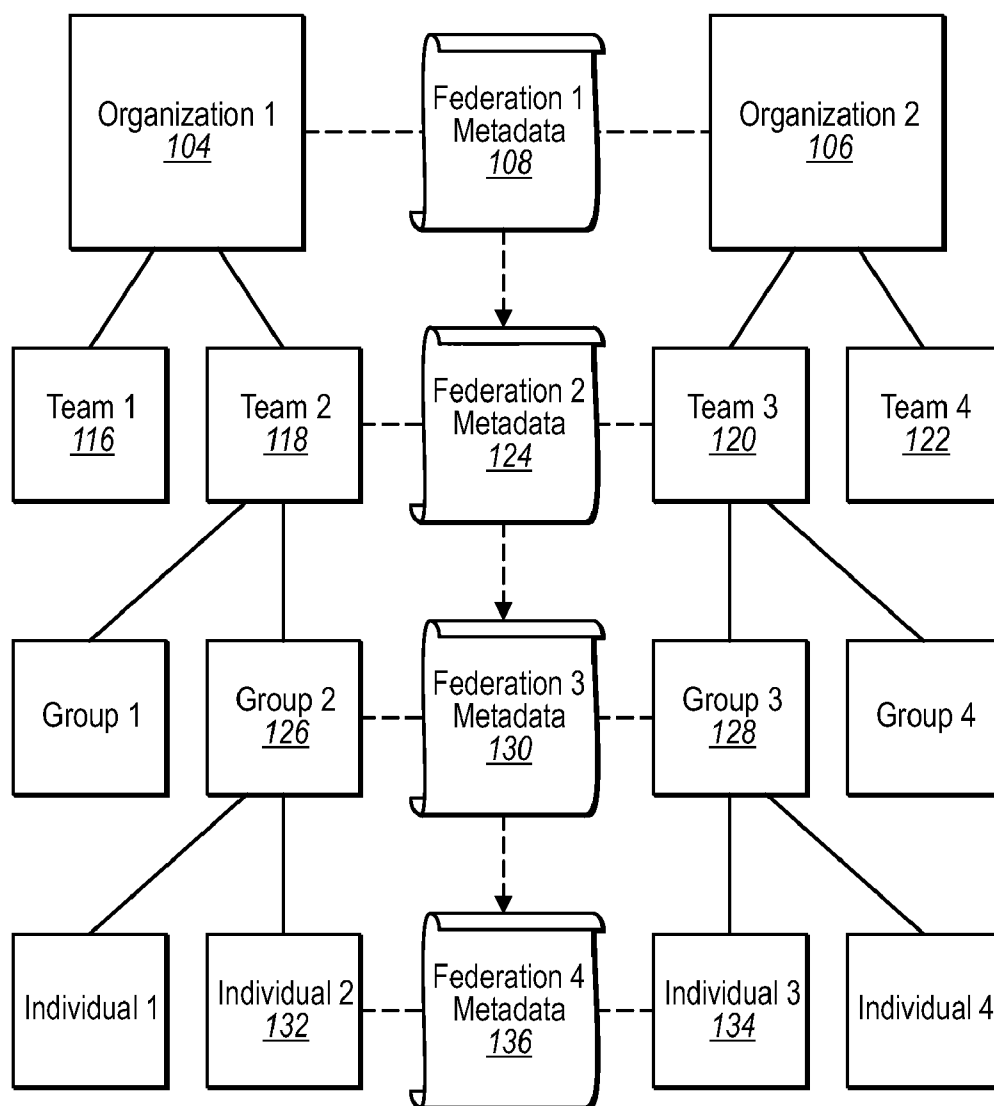 Organization 1
104
Federation 1
Metadata
108
Organization 2
106
Team 1
116
Team 2
118
Federation 2
Metadata
124
Team 3
120
Team 4
122
Group 1
Group 2
126
Federation 3
Metadata
130
Group 3
128
Group 4
Individual 1
Individual 2
132
Federation 4
Metadata
136
Individual 3
134
Individual 4